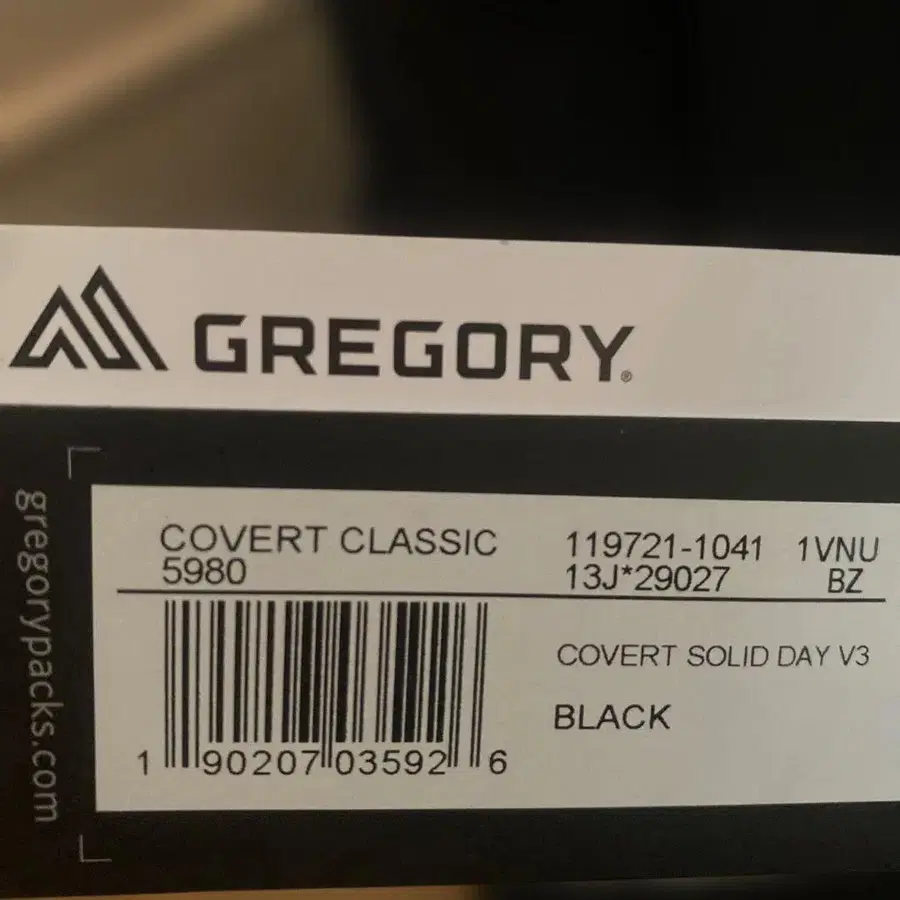 GREGORY®
gregorypacks.com
COVERT CLASSIC 119721-1041 1VNU
5980 13J*29027 BZ
COVERT SOLID DAY V3
BLACK
1 90207 03592 6